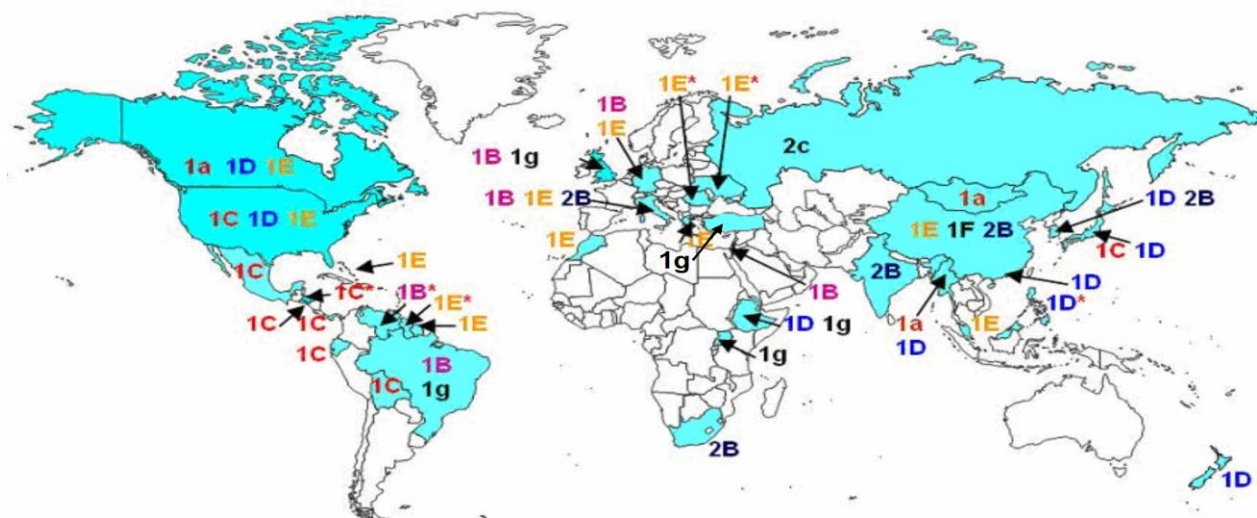 1E* 1E*
1B
1E
1B 1g
2c
1a 1D 1E
1a
1B 1E 2B
1D 2B
1C 1D 1E
1E 1F 2B
1E
1E
1g
1C 1D
1C
1E
2B
1D
1C*
1B*
1B
1D*
1E*
1C 1C
1E
1D 1g
1a
1E
1D
1C
1B
1g
1C
1g
2B
1D